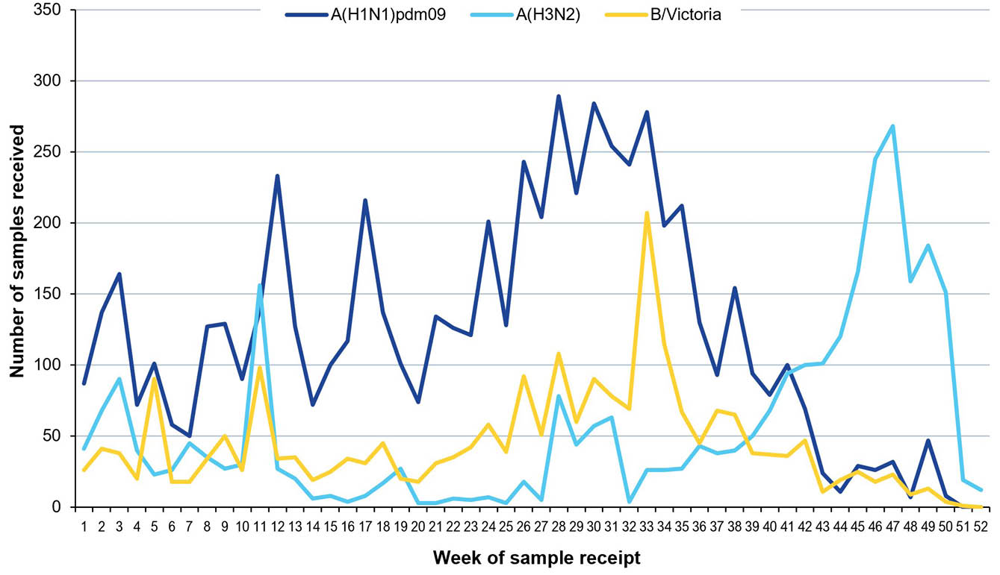 A(H1N1)pdm09 A(H3N2) B/Victoria
350
300
250
200
150
100
50
0
Number of samples received
1 2 3 4 5 6 7 8 9 10 11 12 13 14 15 16 17 18 19 20 21 22 23 24 25 26 27 28 29 30 31 32 33 34 35 36 37 38 39 40 41 42 43 44 45 46 47 48 49 50 51 52
Week of sample receipt